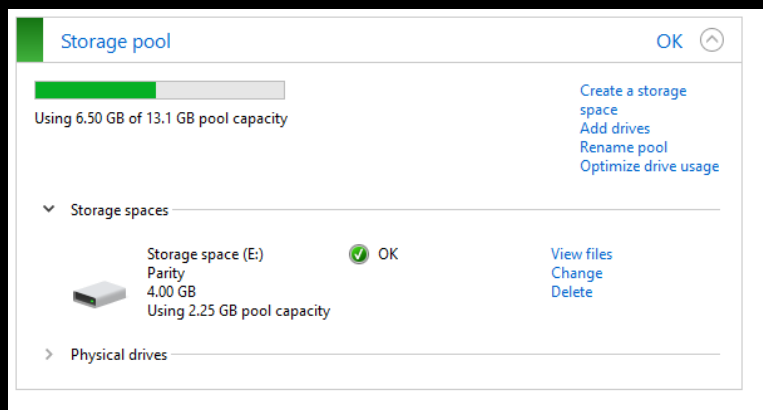 Storage pool
OK
Using 6.50 GB of 13.1 GB pool capacity
Create a storage
space
Add drives
Rename pool
Optimize drive usage
Storage spaces
Storage space (E:)
OK
Parity
4.00 GB
Using 2.25 GB pool capacity
View files
Change
Delete
Physical drives